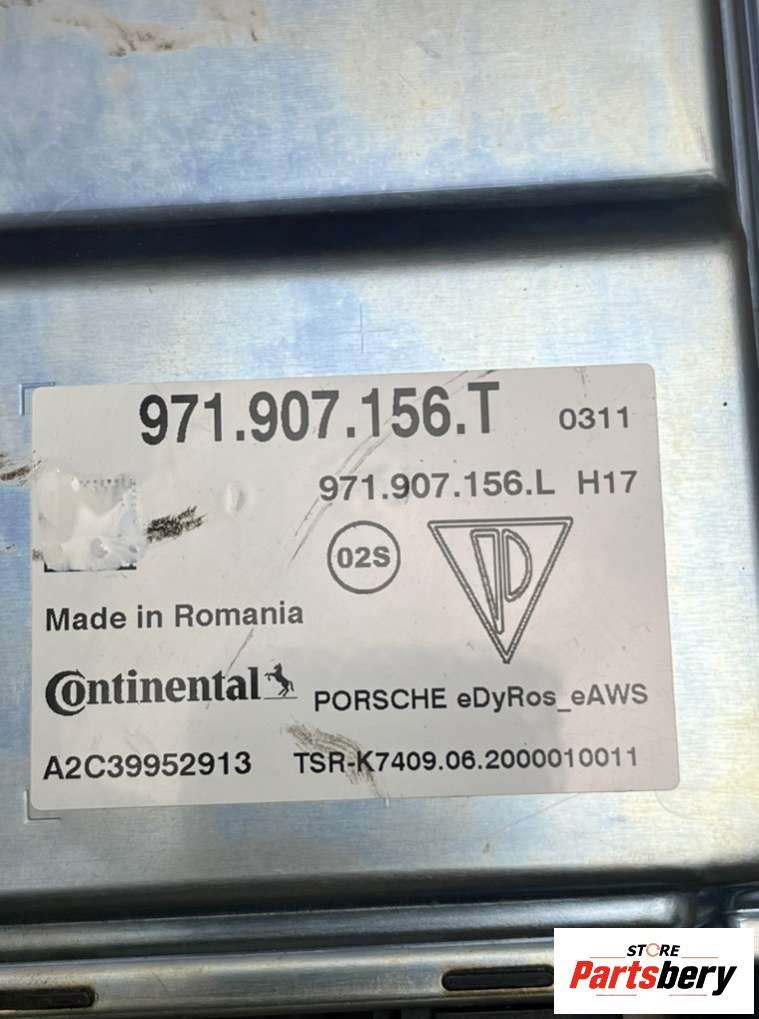 971.907.156.T 0311
971.907.156.L H17
02S
Made in Romania
Continental
PORSCHE eDyRos_eAWS
A2C39952913 TSR-K7409.06.2000010011
STORE
Partsbery